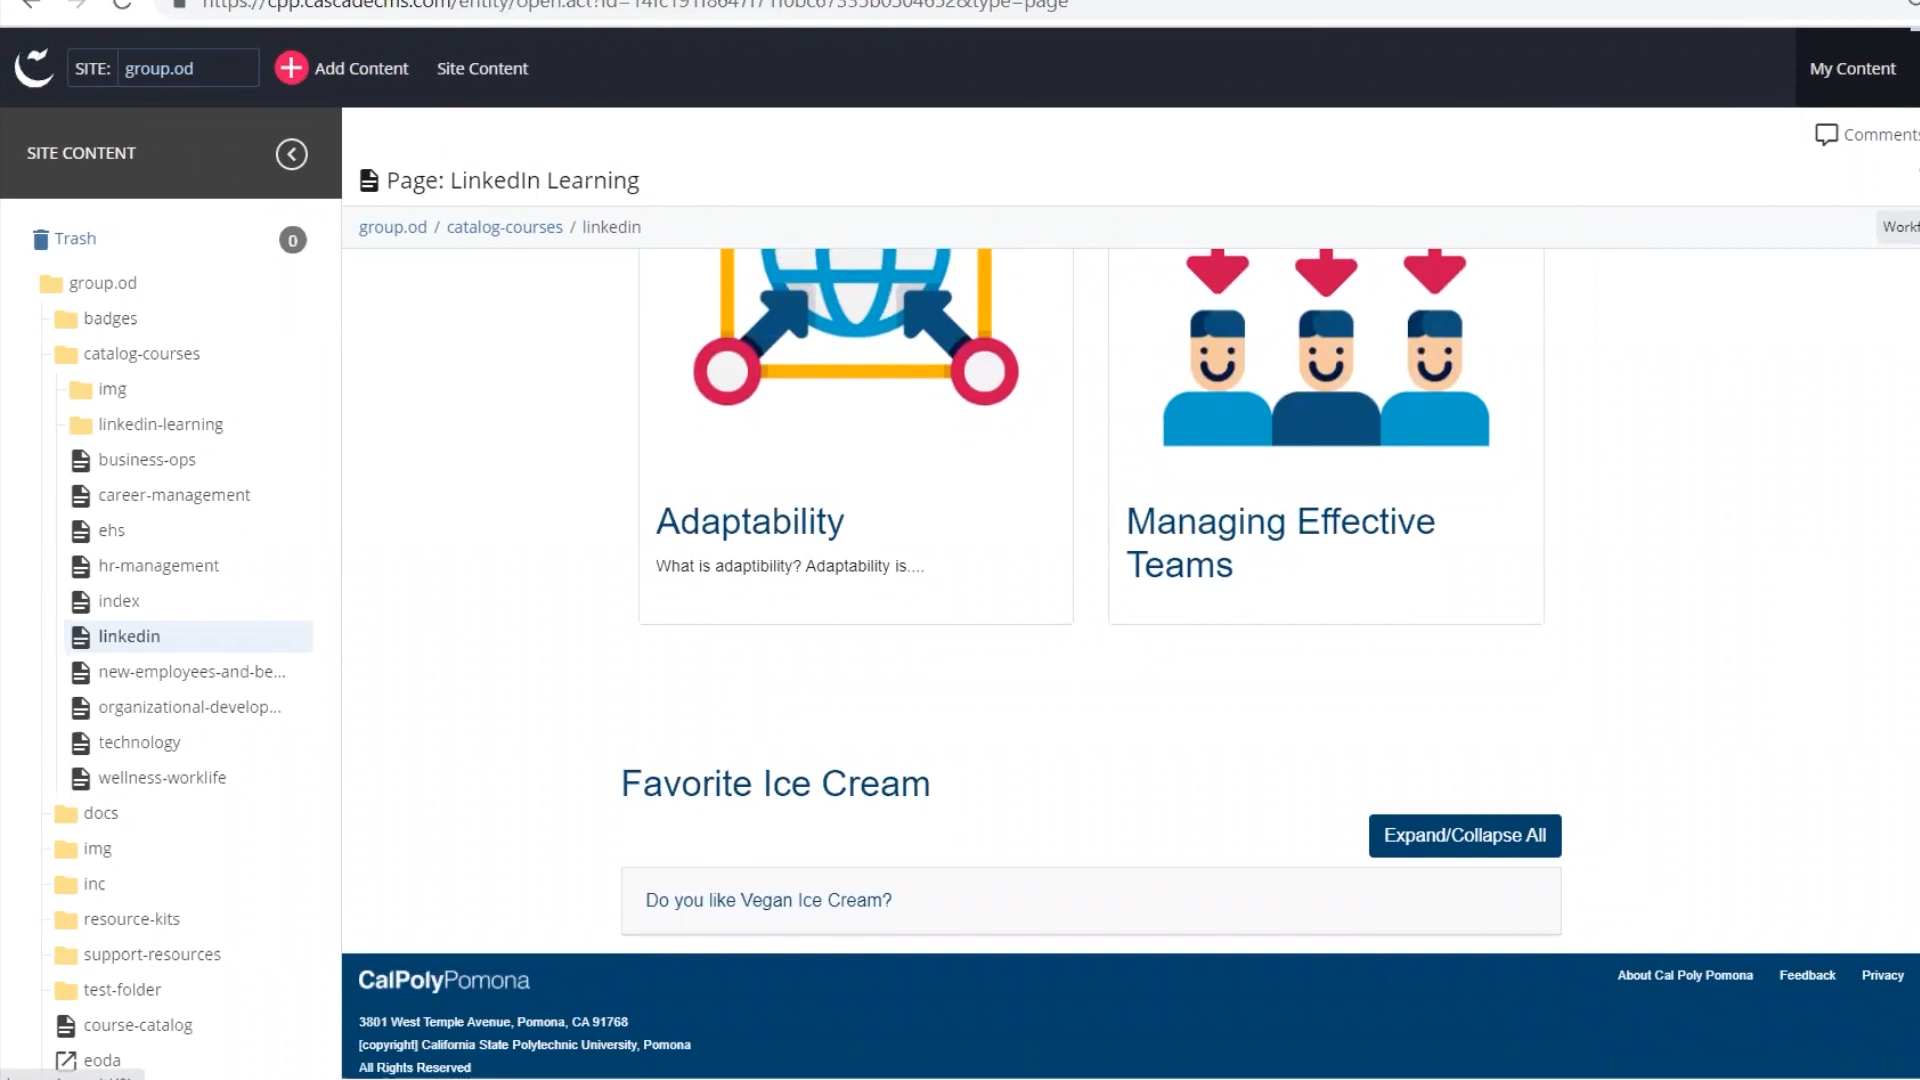 SITE: group.od Add Content Site Content My Content
SITE CONTENT
Comments
Page: LinkedIn Learning
group.od / catalog-courses / linkedin
Trash 0
group.od
badges
catalog-courses
img
linkedin-learning
business-ops
career-management
ehs
hr-management
index
linkedin
new-employees-and-be...
organizational-develop...
technology
wellness-worklife
docs
img
inc
resource-kits
support-resources
test-folder
course-catalog
eoda
Adaptability
What is adaptibility? Adaptability is....
Managing Effective
Teams
Favorite Ice Cream
Expand/Collapse All
Do you like Vegan Ice Cream?
CalPolyPomona
About Cal Poly Pomona Feedback Privacy
3801 West Temple Avenue, Pomona, CA 91768
[copyright] California State Polytechnic University, Pomona
All Rights Reserved